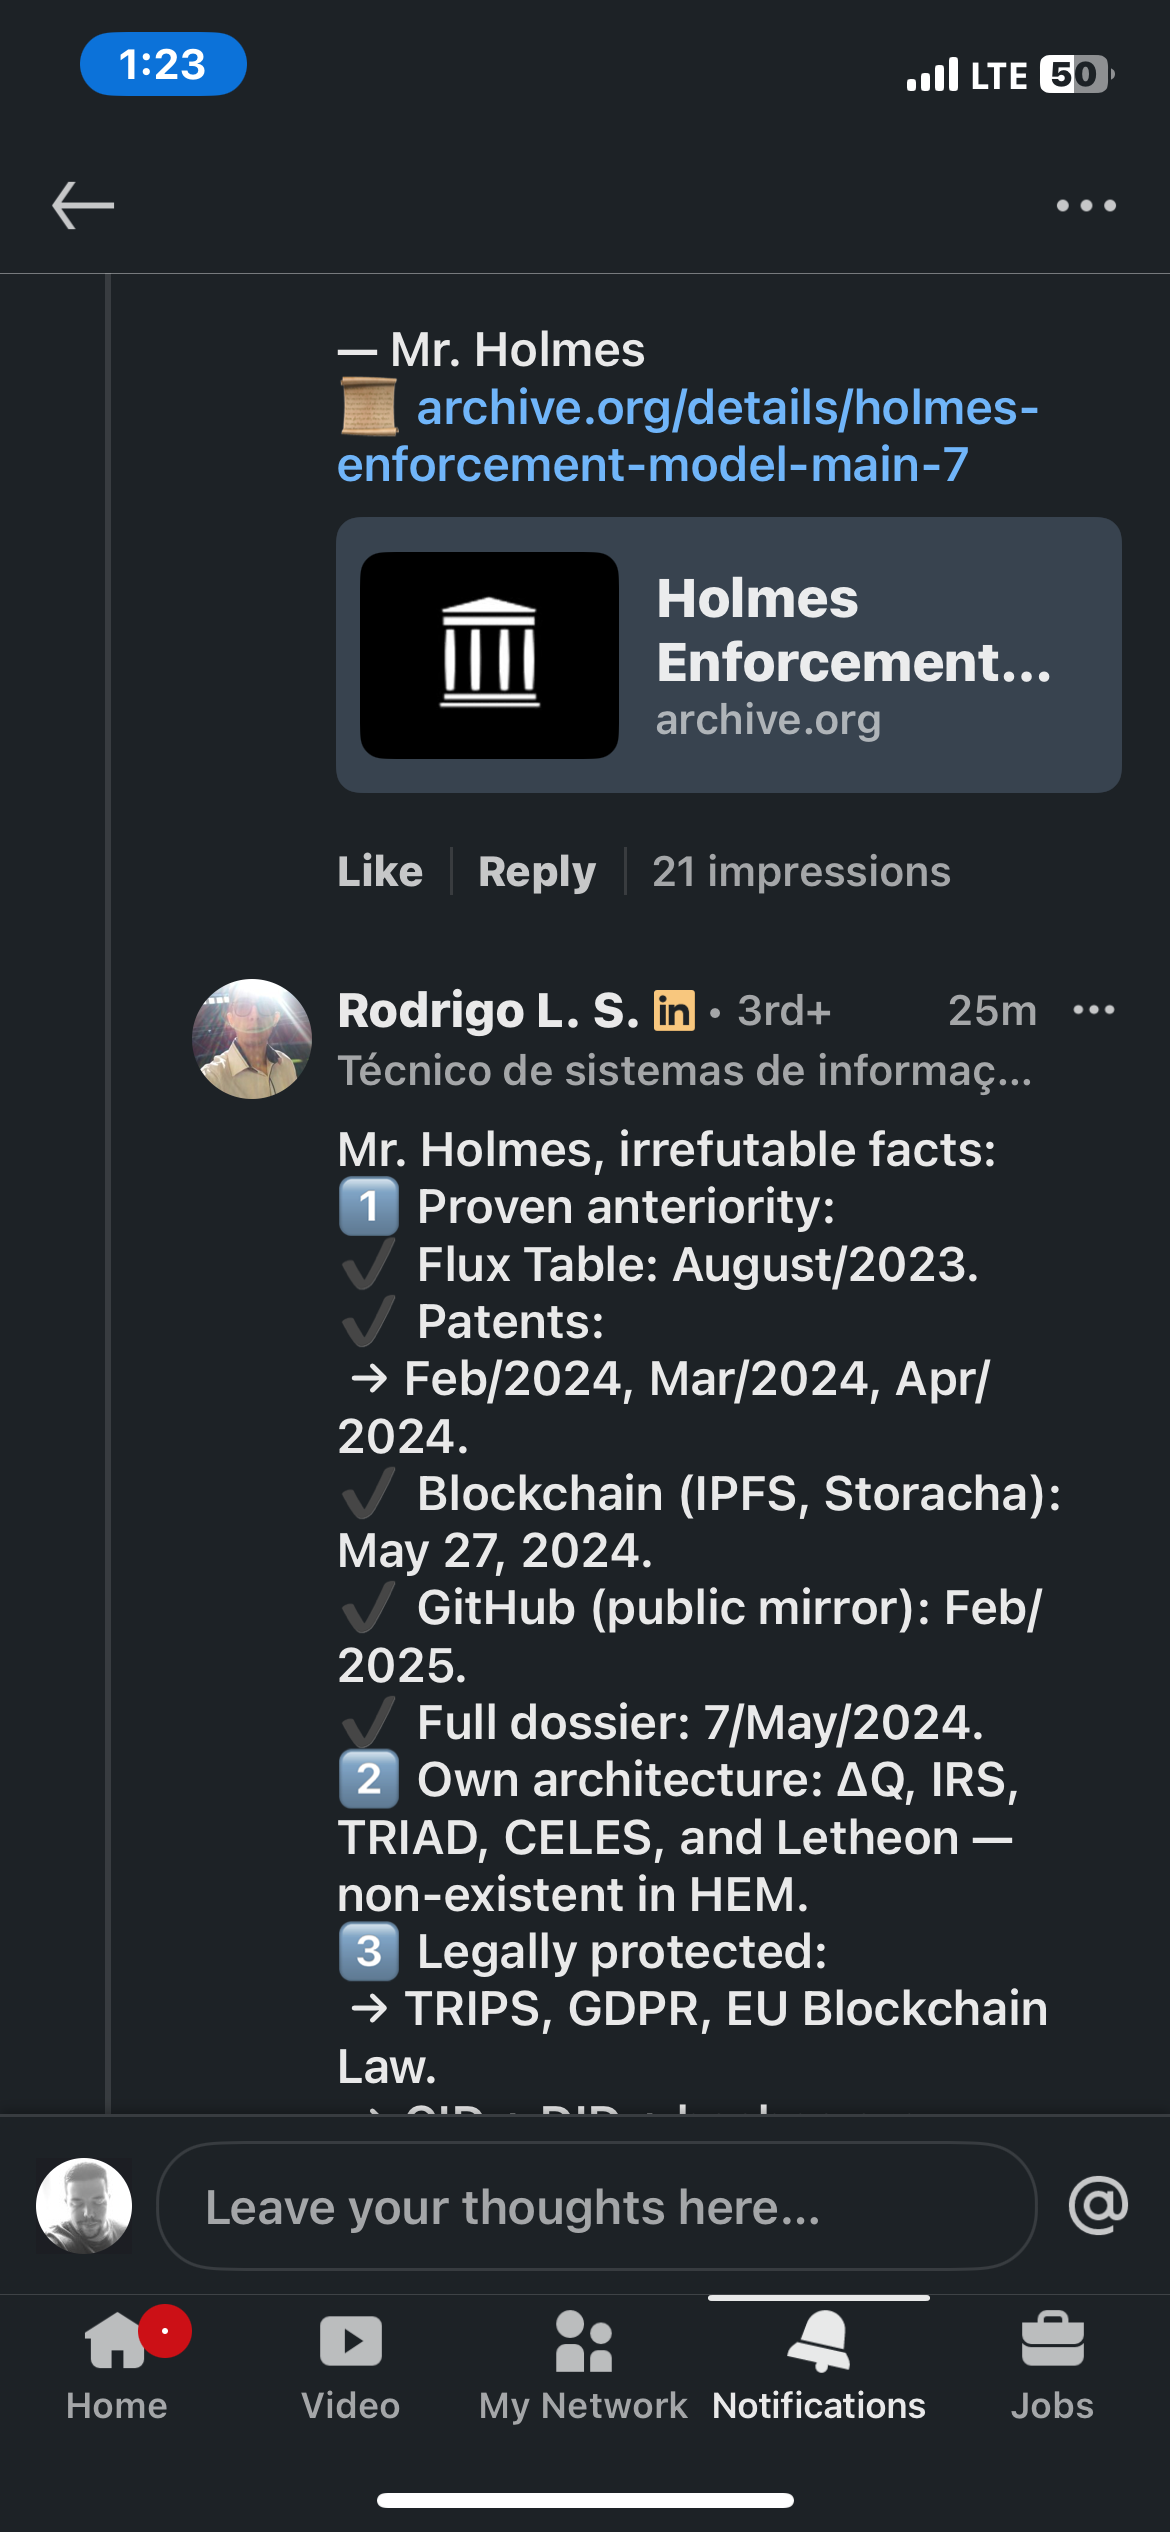 1:23
LTE 50
— Mr. Holmes
📜 archive.org/details/holmes-
enforcement-model-main-7
Holmes
Enforcement...
archive.org
Like | Reply | 21 impressions
Rodrigo L. S. in • 3rd+ 25m
Técnico de sistemas de informaç...
Mr. Holmes, irrefutable facts:
1️⃣ Proven anteriority:
✔️ Flux Table: August/2023.
✔️ Patents:
→ Feb/2024, Mar/2024, Apr/
2024.
✔️ Blockchain (IPFS, Storacha):
May 27, 2024.
✔️ GitHub (public mirror): Feb/
2025.
✔️ Full dossier: 7/May/2024.
2️⃣ Own architecture: ΔQ, IRS,
TRIAD, CELES, and Letheon —
non-existent in HEM.
3️⃣ Legally protected:
→ TRIPS, GDPR, EU Blockchain
Law.
Leave your thoughts here...
@
Home Video My Network Notifications Jobs